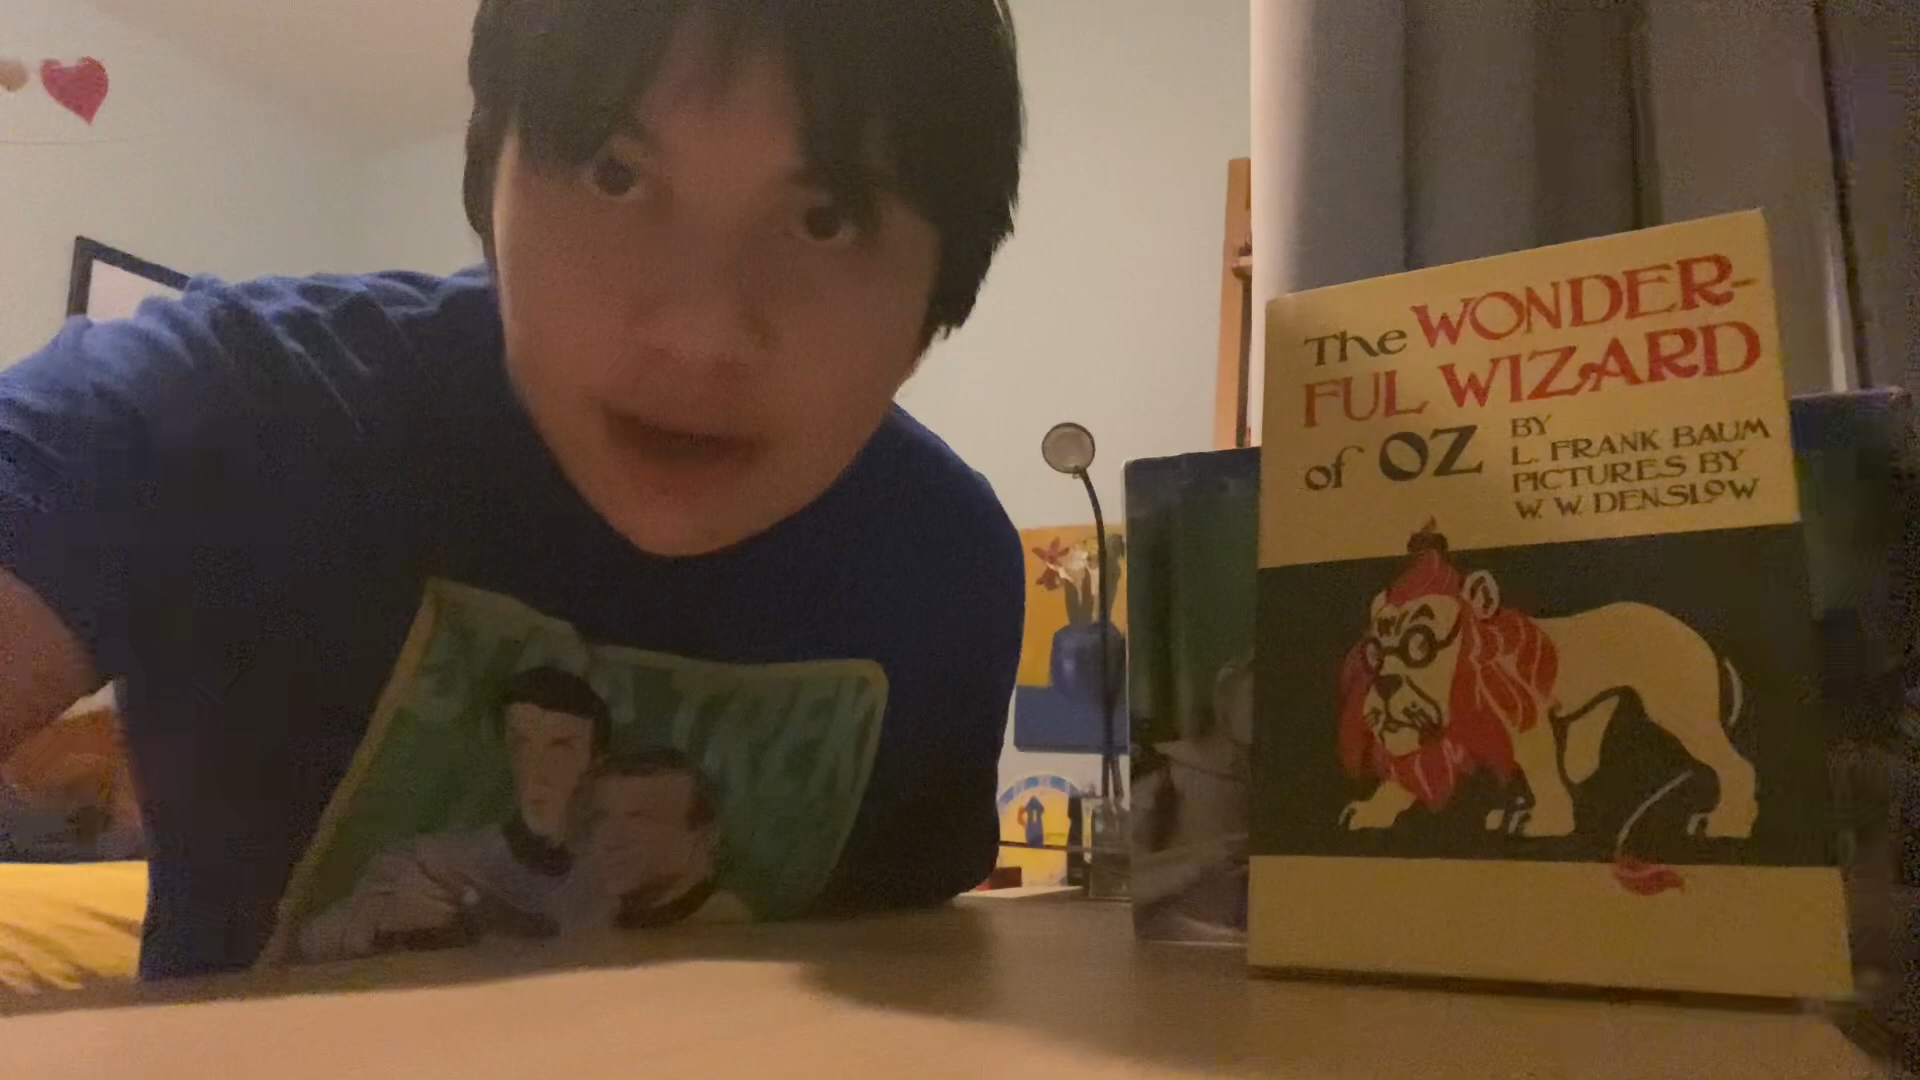 The WONDER-
FUL WIZARD
of OZ
BY
L. FRANK BAUM
PICTURES BY
W. W. DENSLOW